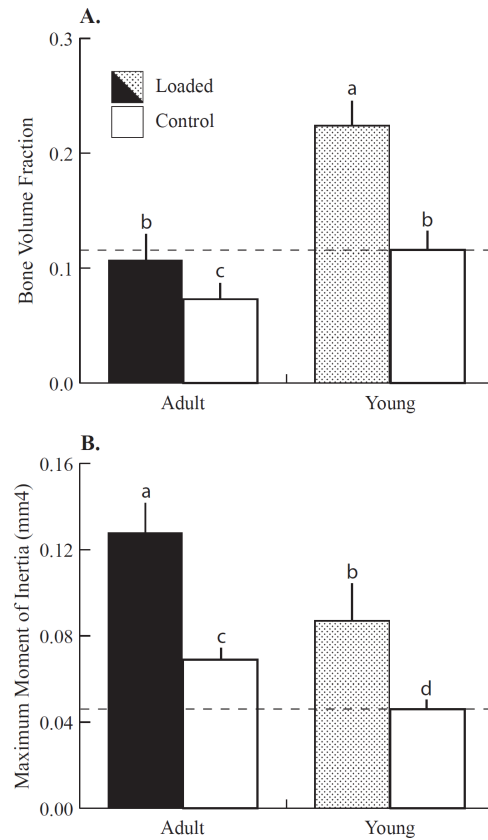 A.
0.3
0.2
0.1
0.0
Bone Volume Fraction
Loaded
Control
b
c
a
b
Adult
Young
B.
0.16
0.12
0.08
0.04
0.00
Maximum Moment of Inertia (mm4)
a
c
b
d
Adult
Young